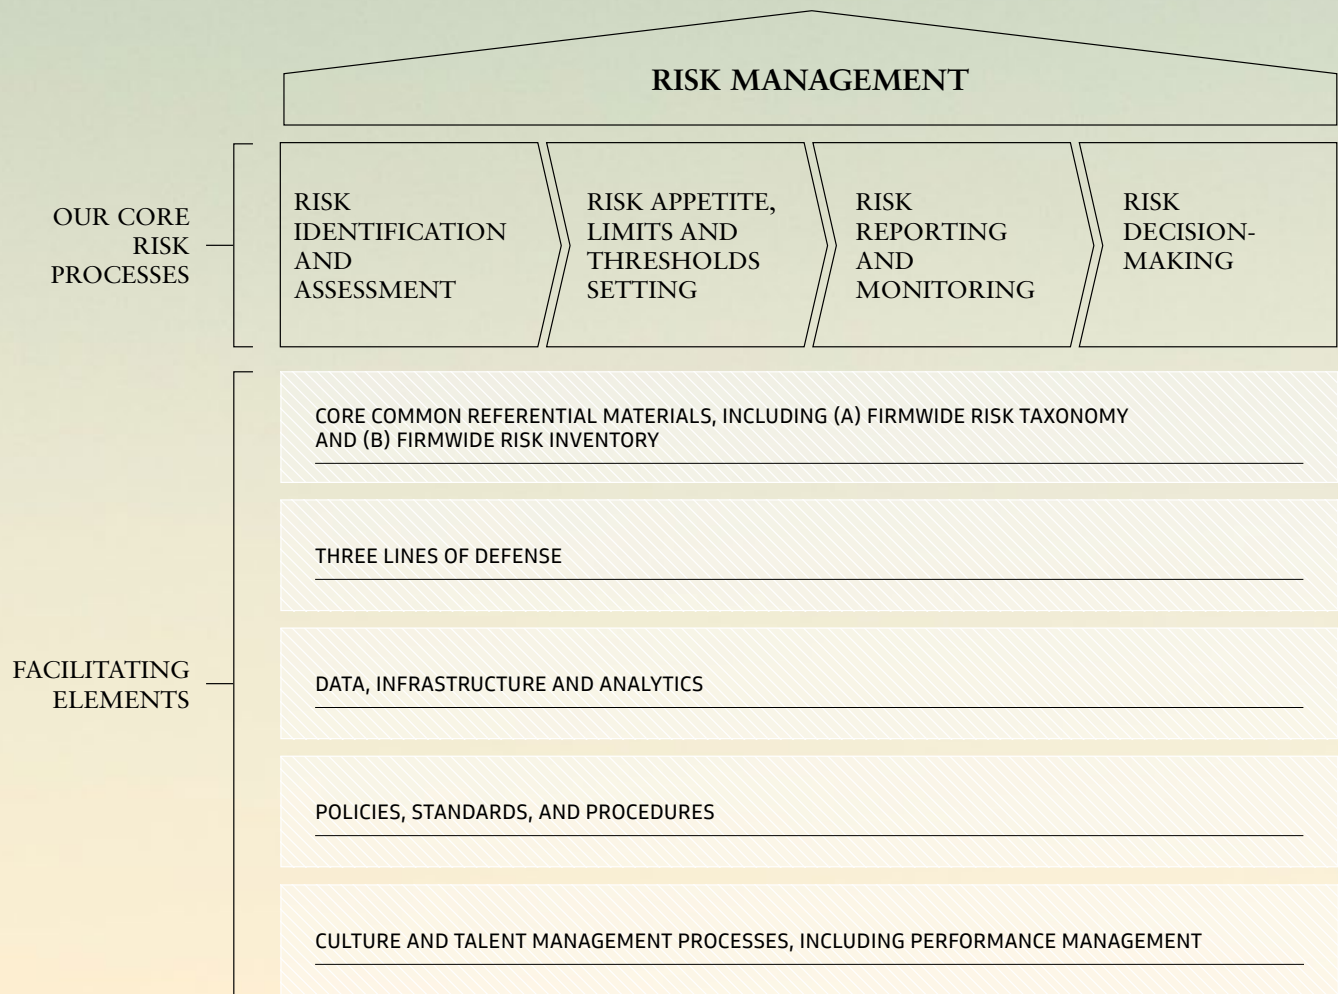 RISK MANAGEMENT
OUR CORE
RISK
PROCESSES
RISK
IDENTIFICATION
AND
ASSESSMENT
RISK APPETITE,
LIMITS AND
THRESHOLDS
SETTING
RISK
REPORTING
AND
MONITORING
RISK
DECISION-
MAKING
FACILITATING
ELEMENTS
CORE COMMON REFERENTIAL MATERIALS, INCLUDING (A) FIRMWIDE RISK TAXONOMY
AND (B) FIRMWIDE RISK INVENTORY
THREE LINES OF DEFENSE
DATA, INFRASTRUCTURE AND ANALYTICS
POLICIES, STANDARDS, AND PROCEDURES
CULTURE AND TALENT MANAGEMENT PROCESSES, INCLUDING PERFORMANCE MANAGEMENT